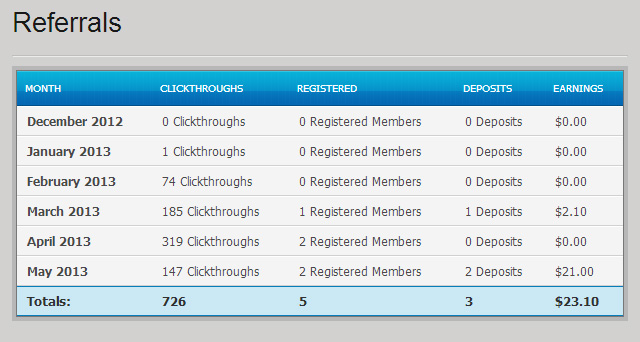 Referrals
MONTH CLICKTHROUGHS REGISTERED DEPOSITS EARNINGS
December 2012 0 Clickthroughs 0 Registered Members 0 Deposits $0.00
January 2013 1 Clickthroughs 0 Registered Members 0 Deposits $0.00
February 2013 74 Clickthroughs 0 Registered Members 0 Deposits $0.00
March 2013 185 Clickthroughs 1 Registered Members 1 Deposits $2.10
April 2013 319 Clickthroughs 2 Registered Members 0 Deposits $0.00
May 2013 147 Clickthroughs 2 Registered Members 2 Deposits $21.00
Totals: 726 5 3 $23.10